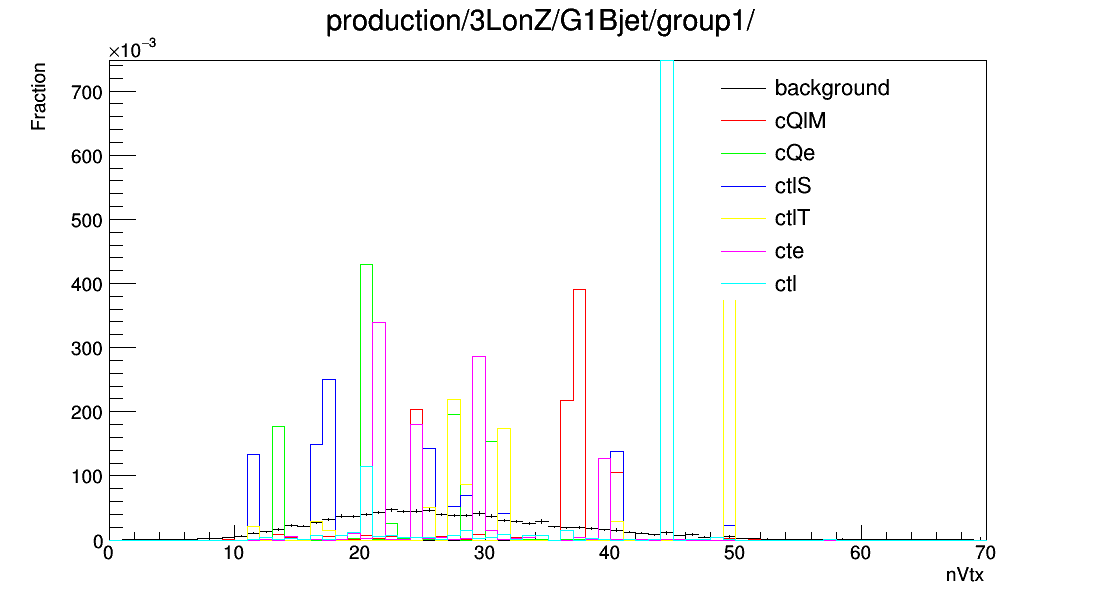 production/3LonZ/G1Bjet/group1/
×10⁻³
Fraction
700
600
500
400
300
200
100
0
background
cQlM
cQe
ctlS
ctlT
cte
ctl
0 10 20 30 40 50 60 70
nVtx